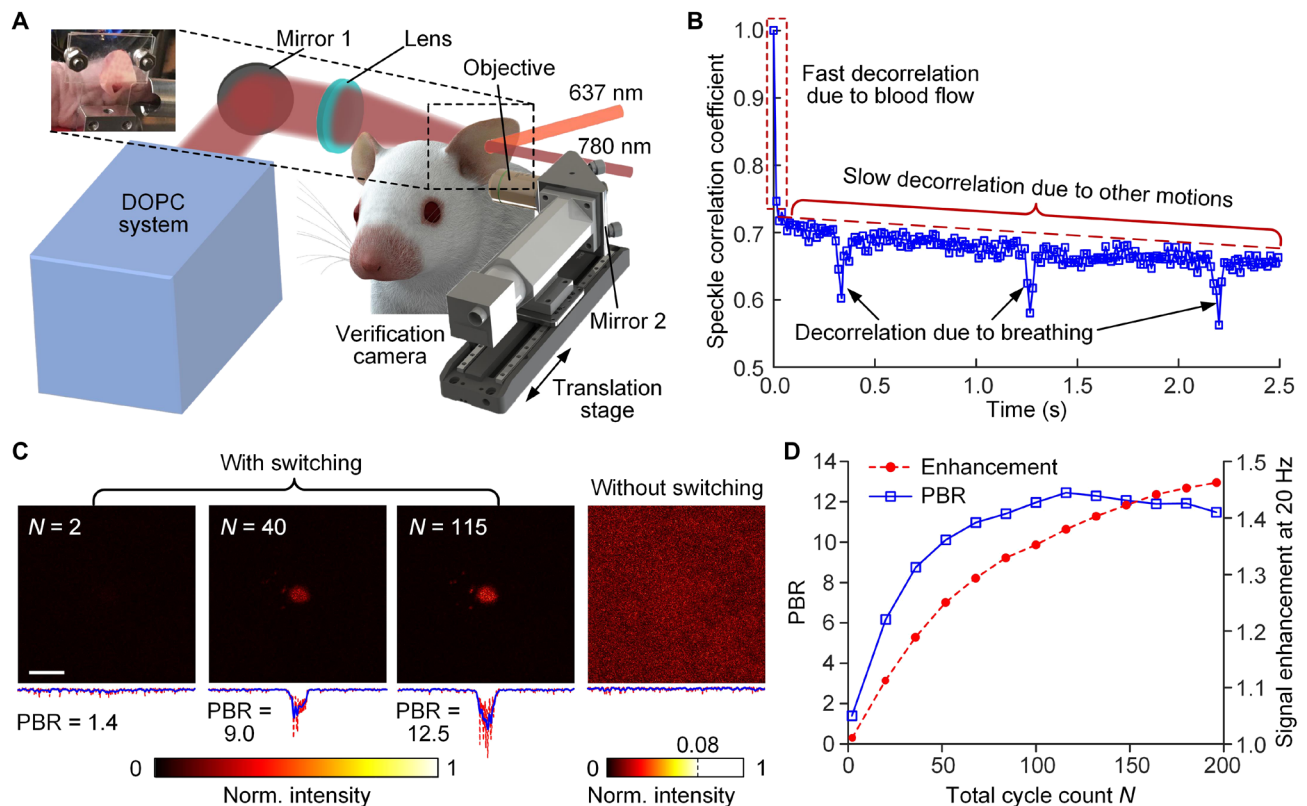 A
Mirror 1
Lens
Objective
637 nm
780 nm
DOPC
system
Verification
camera
Mirror 2
Translation
stage
B
Speckle correlation coefficient
1.0
0.9
1.0
0.8
0.7
0.6
0.5
Fast decorrelation
due to blood flow
Slow decorrelation due to other motions
Decorrelation due to breathing
0.0
0.5
1.0
1.5
2.0
2.5
Time (s)
C
With switching
Without switching
N = 2
N = 40
N = 115
PBR = 1.4
PBR =
9.0
PBR =
12.5
0
1
Norm. intensity
0.08
0
1
Norm. intensity
D
Enhancement
PBR
PBR
14
12
10
8
6
4
2
0
0
50
100
150
200
Total cycle count N
1.5
1.4
1.3
1.2
1.1
1.0
Signal enhancement at 20 Hz